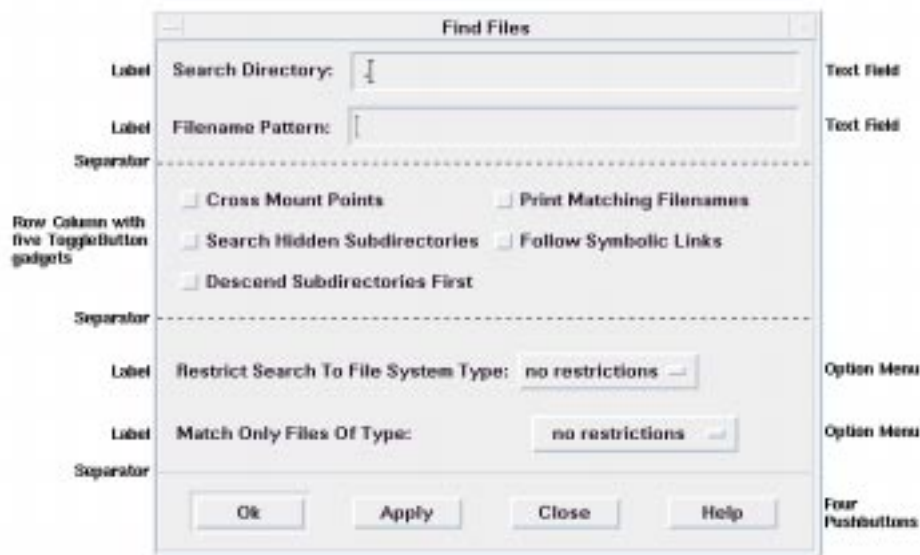 Find Files
Label Search Directory: Text Field
Label Filename Pattern: Text Field
Separator
Cross Mount Points Print Matching Filenames
Row Column with
five ToggleButton
gadgets
Search Hidden Subdirectories Follow Symbolic Links
Descend Subdirectories First
Separator
Label Restrict Search To File System Type: no restrictions Option Menu
Label Match Only Files Of Type: no restrictions Option Menu
Separator
Ok Apply Close Help
Four
Pushbuttons